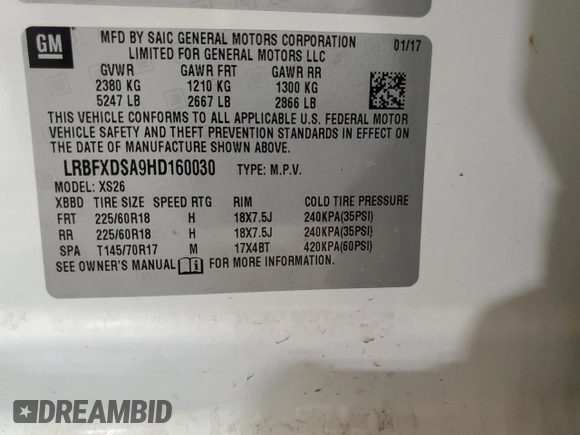 GM
MFD BY SAIC GENERAL MOTORS CORPORATION
LIMITED FOR GENERAL MOTORS LLC
01/17
GVWR GAWR FRT GAWR RR
2380 KG 1210 KG 1300 KG
5247 LB 2667 LB 2866 LB
THIS VEHICLE CONFORMS TO ALL APPLICABLE U.S. FEDERAL MOTOR
VEHICLE SAFETY AND THEFT PREVENTION STANDARDS IN EFFECT ON
THE DATE OF MANUFACTURE SHOWN ABOVE.
LRBFXDSA9HD160030 TYPE: M.P.V.
MODEL: XS26
XBBD TIRE SIZE SPEED RTG RIM COLD TIRE PRESSURE
FRT 225/60R18 H 18X7.5J 240KPA(35PSI)
RR 225/60R18 H 18X7.5J 240KPA(35PSI)
SPA T145/70R17 M 17X4BT 420KPA(60PSI)
SEE OWNER'S MANUAL FOR MORE INFORMATION.
DREAMBID